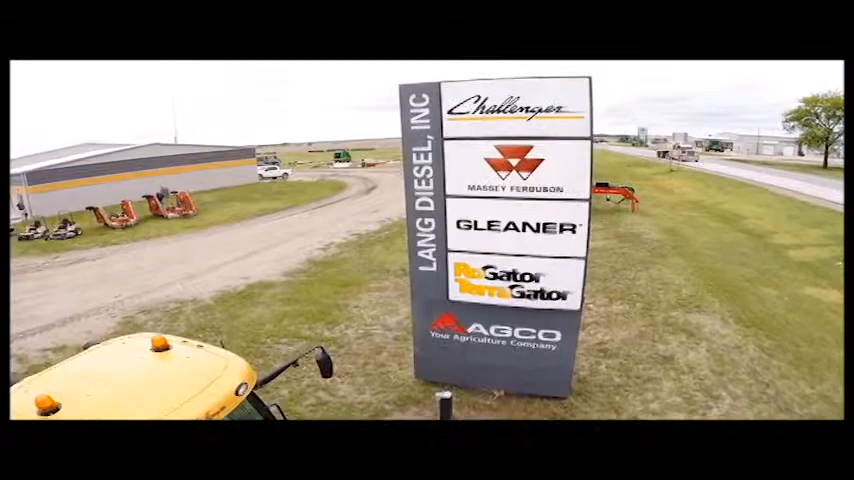 LANG DIESEL, INC
Challenger
MASSEY FERGUSON
GLEANER
RoGator
TerraGator
AGCO
Your Agriculture Company